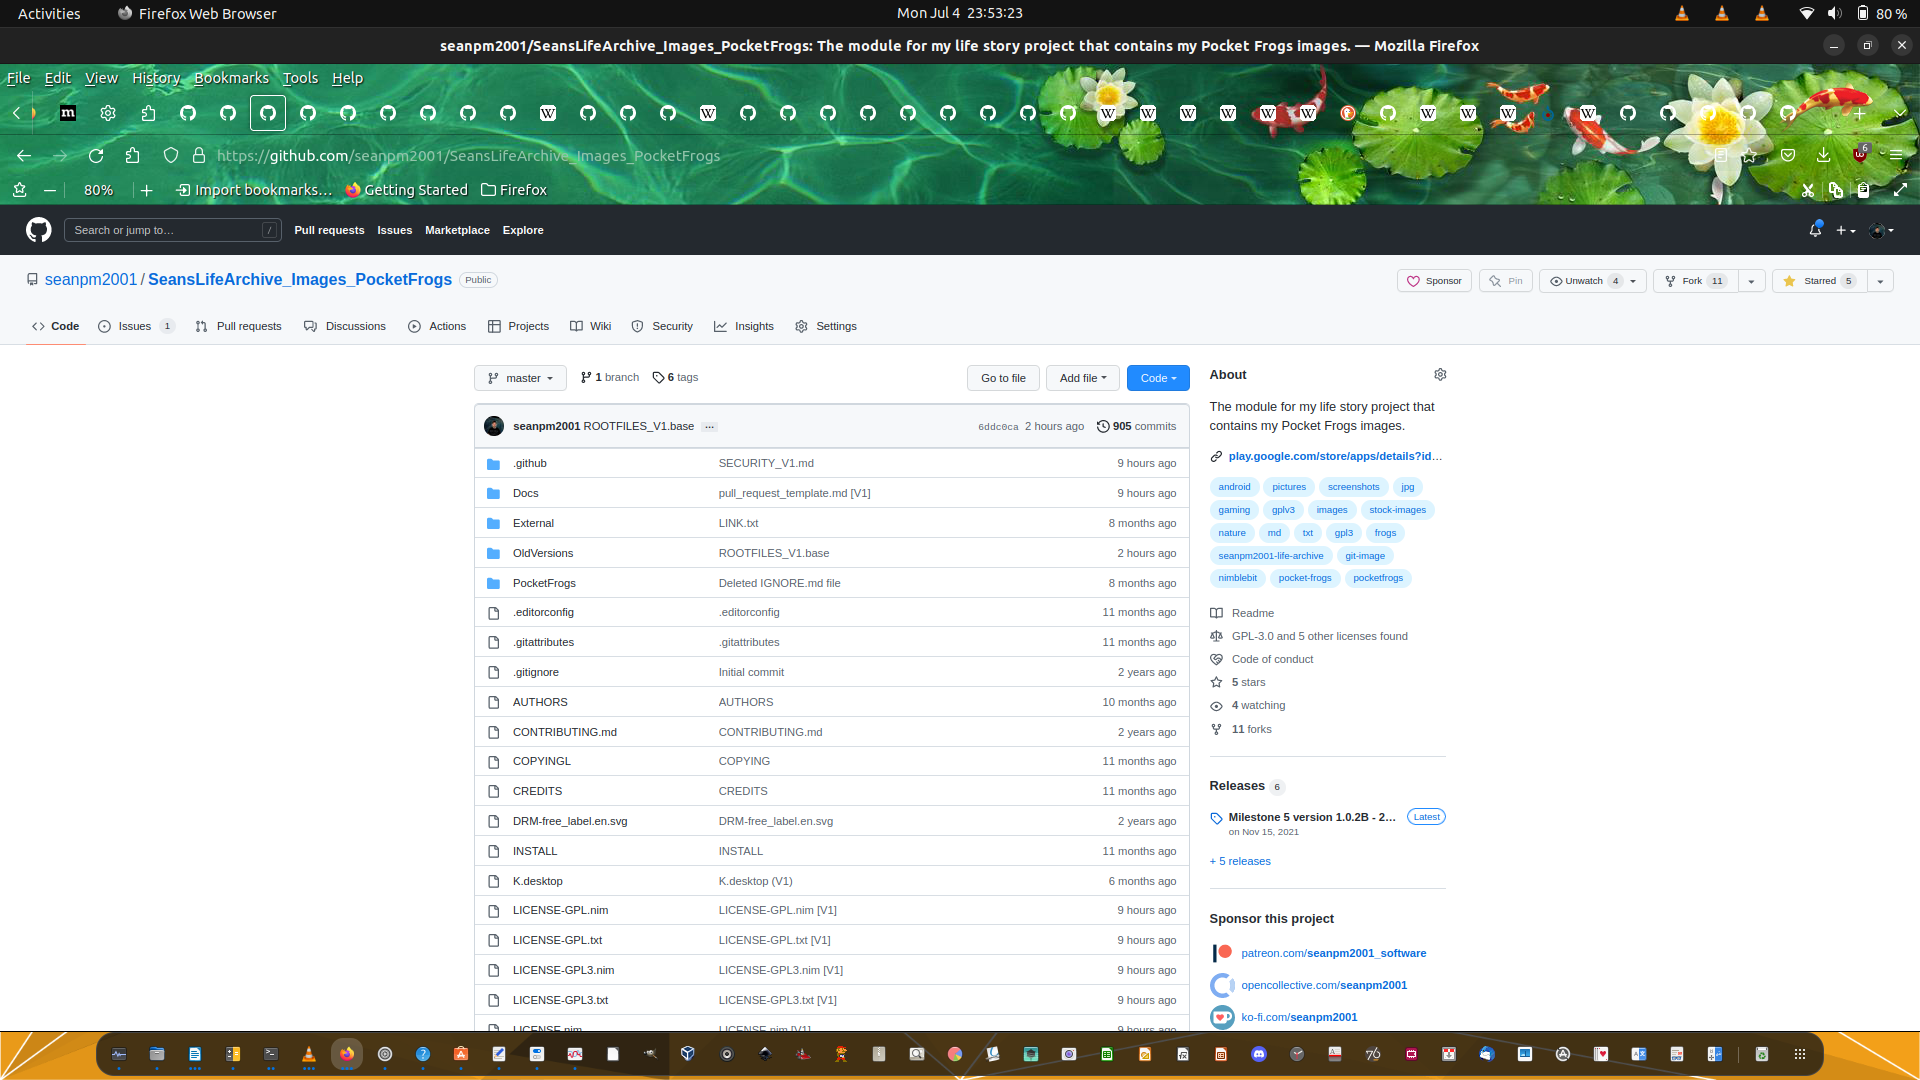 Activities Firefox Web Browser Mon Jul 4 23:53:23 80 %
seanpm2001/SeansLifeArchive_Images_PocketFrogs: The module for my life story project that contains my Pocket Frogs images. — Mozilla Firefox
File Edit View History Bookmarks Tools Help
https://github.com/seanpm2001/SeansLifeArchive_Images_PocketFrogs 6
80% Import bookmarks… Getting Started Firefox
Search or jump to… / Pull requests Issues Marketplace Explore
seanpm2001 / SeansLifeArchive_Images_PocketFrogs Public Sponsor Pin Unwatch 4 Fork 11 Starred 5
Code Issues 1 Pull requests Discussions Actions Projects Wiki Security Insights Settings
master 1 branch 6 tags Go to file Add file Code
seanpm2001 ROOTFILES_V1.base ... 6ddc0ca 2 hours ago 905 commits
.github SECURITY_V1.md 9 hours ago
Docs pull_request_template.md [V1] 9 hours ago
External LINK.txt 8 months ago
OldVersions ROOTFILES_V1.base 2 hours ago
PocketFrogs Deleted IGNORE.md file 8 months ago
.editorconfig .editorconfig 11 months ago
.gitattributes .gitattributes 11 months ago
.gitignore Initial commit 2 years ago
AUTHORS AUTHORS 10 months ago
CONTRIBUTING.md CONTRIBUTING.md 2 years ago
COPYINGL COPYING 11 months ago
CREDITS CREDITS 11 months ago
DRM-free_label.en.svg DRM-free_label.en.svg 2 years ago
INSTALL INSTALL 11 months ago
K.desktop K.desktop (V1) 6 months ago
LICENSE-GPL.nim LICENSE-GPL.nim [V1] 9 hours ago
LICENSE-GPL.txt LICENSE-GPL.txt [V1] 9 hours ago
LICENSE-GPL3.nim LICENSE-GPL3.nim [V1] 9 hours ago
LICENSE-GPL3.txt LICENSE-GPL3.txt [V1] 9 hours ago
LICENSE.nim LICENSE.nim [V1] 9 hours ago
About
The module for my life story project that
contains my Pocket Frogs images.
play.google.com/store/apps/details?id…
android pictures screenshots jpg
gaming gplv3 images stock-images
nature md txt gpl3 frogs
seanpm2001-life-archive git-image
nimblebit pocket-frogs pocketfrogs
Readme
GPL-3.0 and 5 other licenses found
Code of conduct
5 stars
4 watching
11 forks
Releases 6
Milestone 5 version 1.0.2B - 2… Latest
on Nov 15, 2021
+ 5 releases
Sponsor this project
patreon.com/seanpm2001_software
opencollective.com/seanpm2001
ko-fi.com/seanpm2001